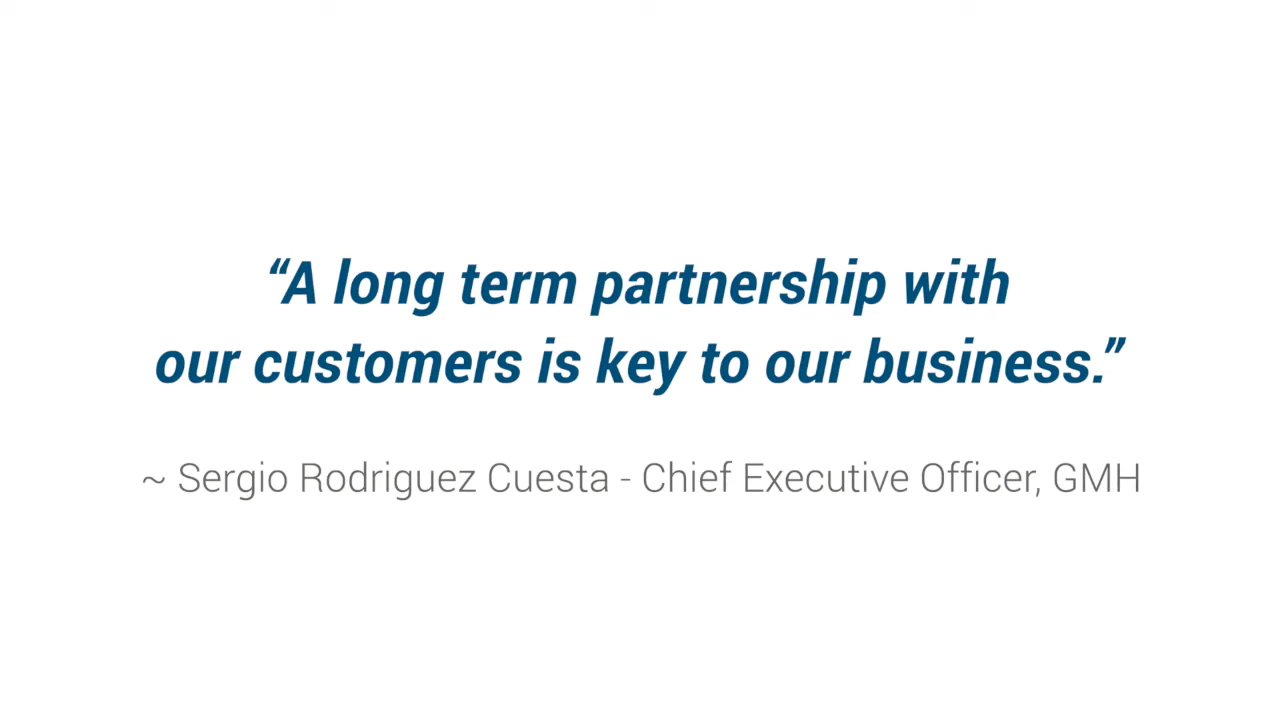 “A long term partnership with
our customers is key to our business.”
~ Sergio Rodriguez Cuesta - Chief Executive Officer, GMH